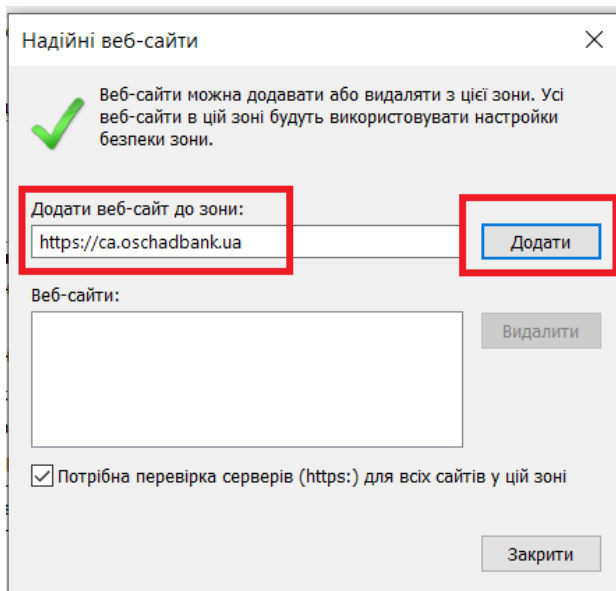 Надійні веб-сайти
Веб-сайти можна додавати або видаляти з цієї зони. Усі
веб-сайти в цій зоні будуть використовувати настройки
безпеки зони.
Додати веб-сайт до зони:
https://ca.oschadbank.ua
Додати
Веб-сайти:
Видалити
Потрібна перевірка серверів (https:) для всіх сайтів у цій зоні
Закрити